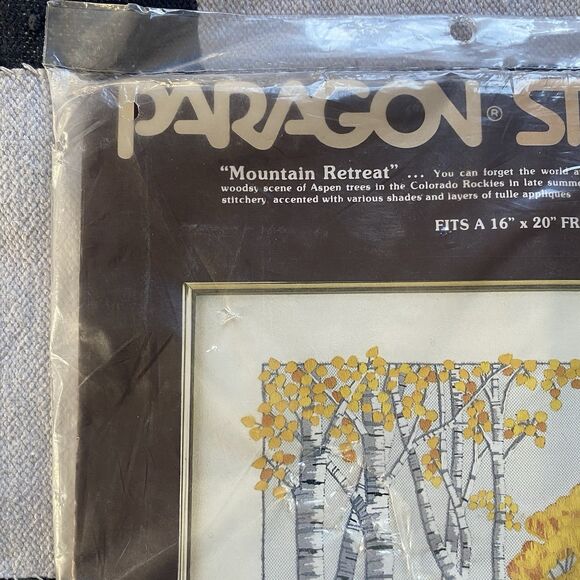 PARAGON® ST
"Mountain Retreat" ... You can forget the world a
woodsy scene of Aspen trees in the Colorado Rockies in late summe
stitchery accented with various shades and layers of tulle appliques
FITS A 16" x 20" FR